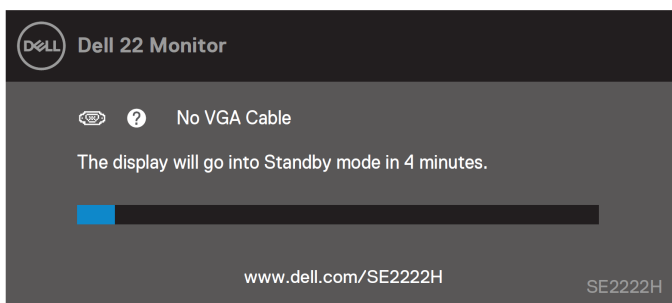 DELL Dell 22 Monitor
? No VGA Cable
The display will go into Standby mode in 4 minutes.
www.dell.com/SE2222H
SE2222H